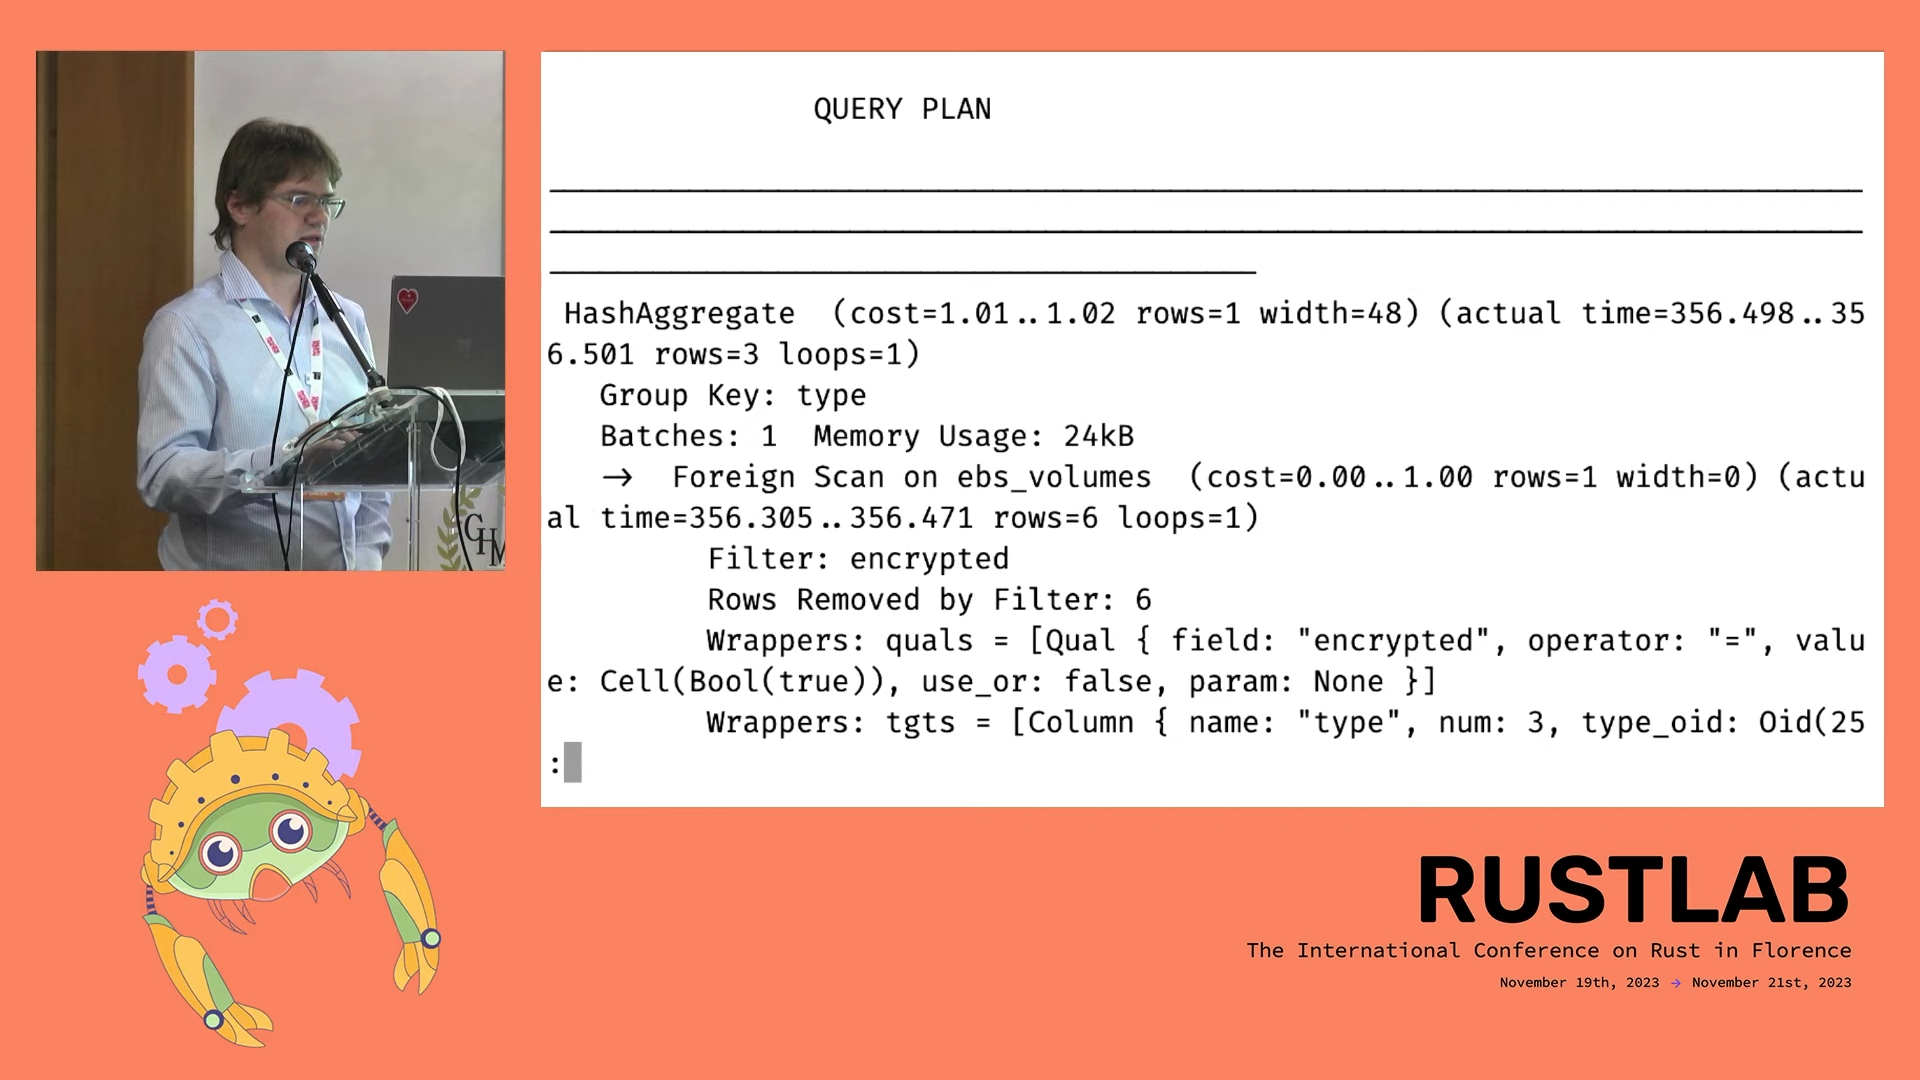 QUERY PLAN
HashAggregate (cost=1.01..1.02 rows=1 width=48) (actual time=356.498..35
6.501 rows=3 loops=1)
Group Key: type
Batches: 1 Memory Usage: 24kB
-> Foreign Scan on ebs_volumes (cost=0.00..1.00 rows=1 width=0) (actu
al time=356.305..356.471 rows=6 loops=1)
Filter: encrypted
Rows Removed by Filter: 6
Wrappers: quals = [Qual { field: "encrypted", operator: "=", valu
e: Cell(Bool(true)), use_or: false, param: None }]
Wrappers: tgts = [Column { name: "type", num: 3, type_oid: Oid(25
:
GHM
RUSTLAB
The International Conference on Rust in Florence
November 19th, 2023 → November 21st, 2023